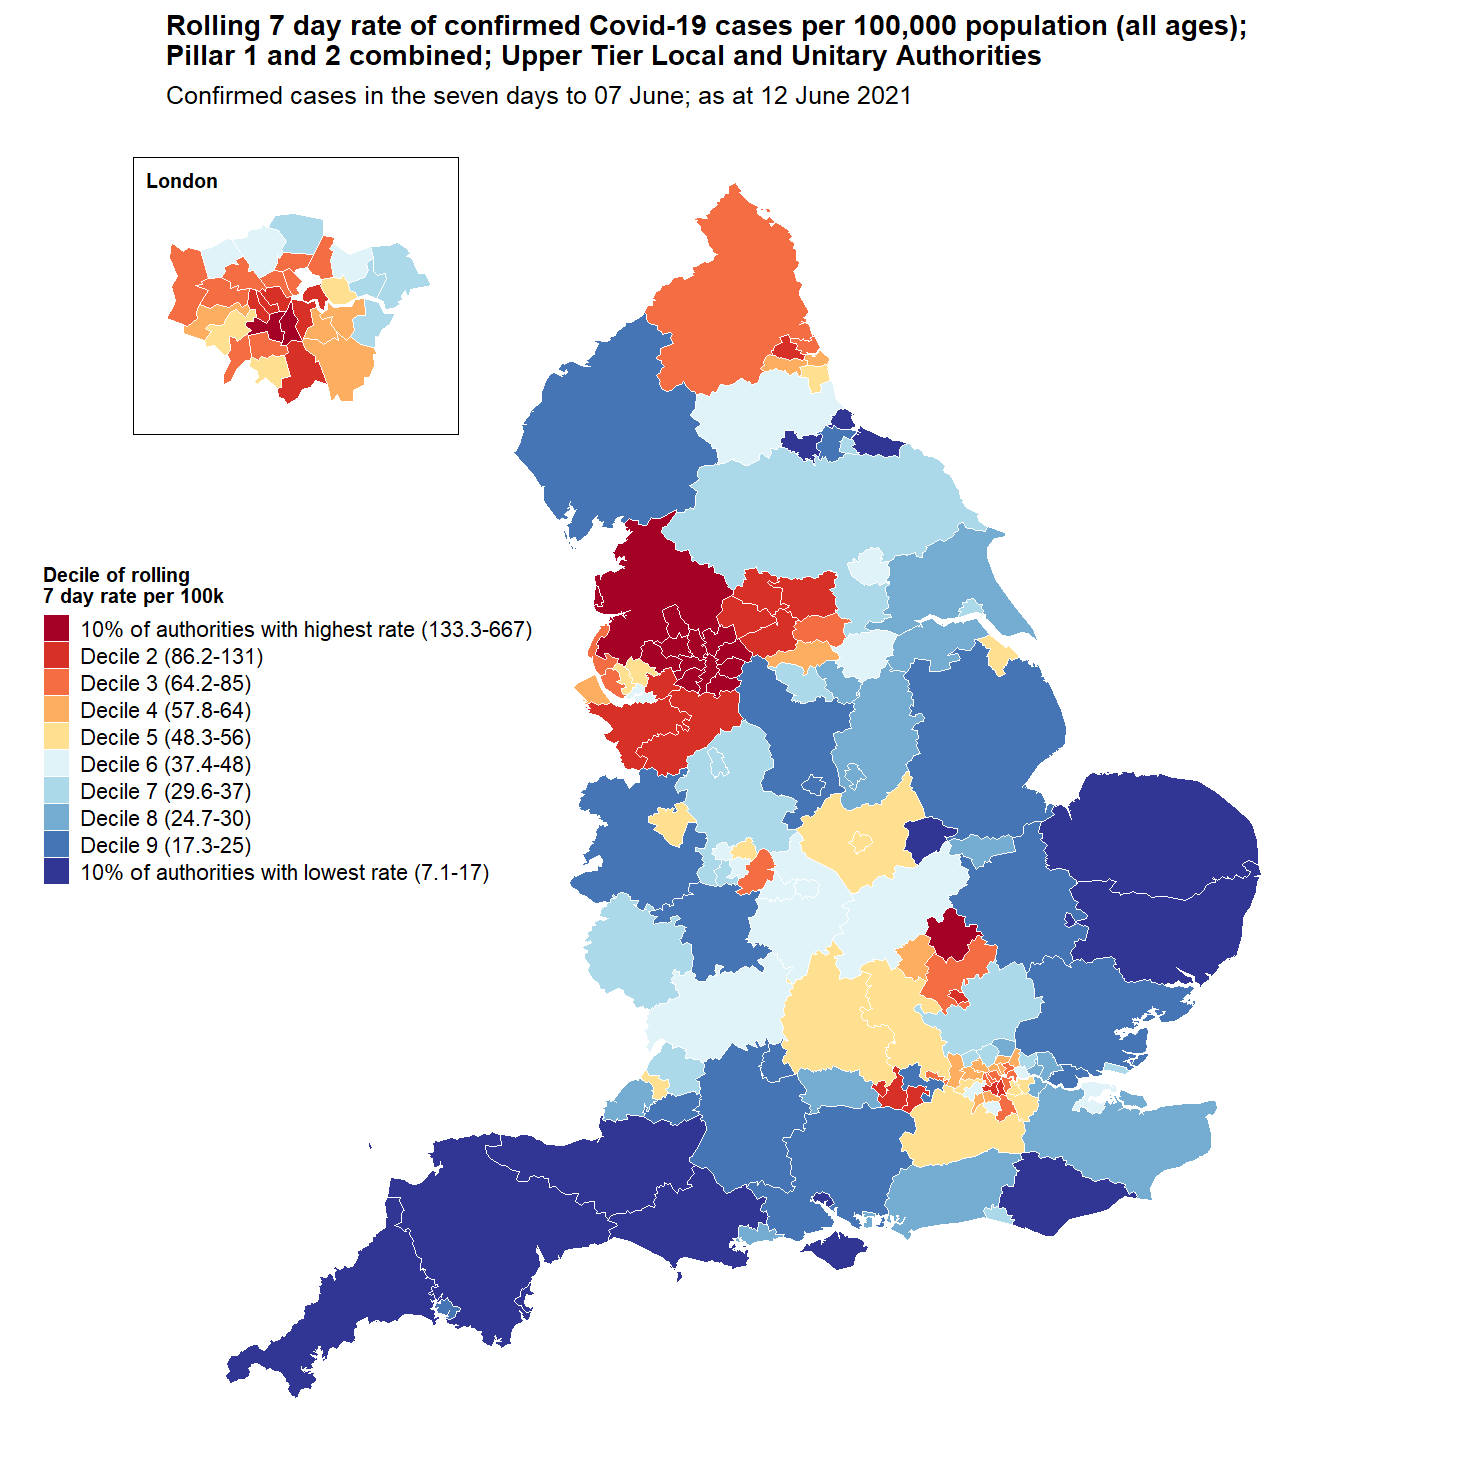 Rolling 7 day rate of confirmed Covid-19 cases per 100,000 population (all ages);
Pillar 1 and 2 combined; Upper Tier Local and Unitary Authorities
Confirmed cases in the seven days to 07 June; as at 12 June 2021
London
Decile of rolling
7 day rate per 100k
10% of authorities with highest rate (133.3-667)
Decile 2 (86.2-131)
Decile 3 (64.2-85)
Decile 4 (57.8-64)
Decile 5 (48.3-56)
Decile 6 (37.4-48)
Decile 7 (29.6-37)
Decile 8 (24.7-30)
Decile 9 (17.3-25)
10% of authorities with lowest rate (7.1-17)